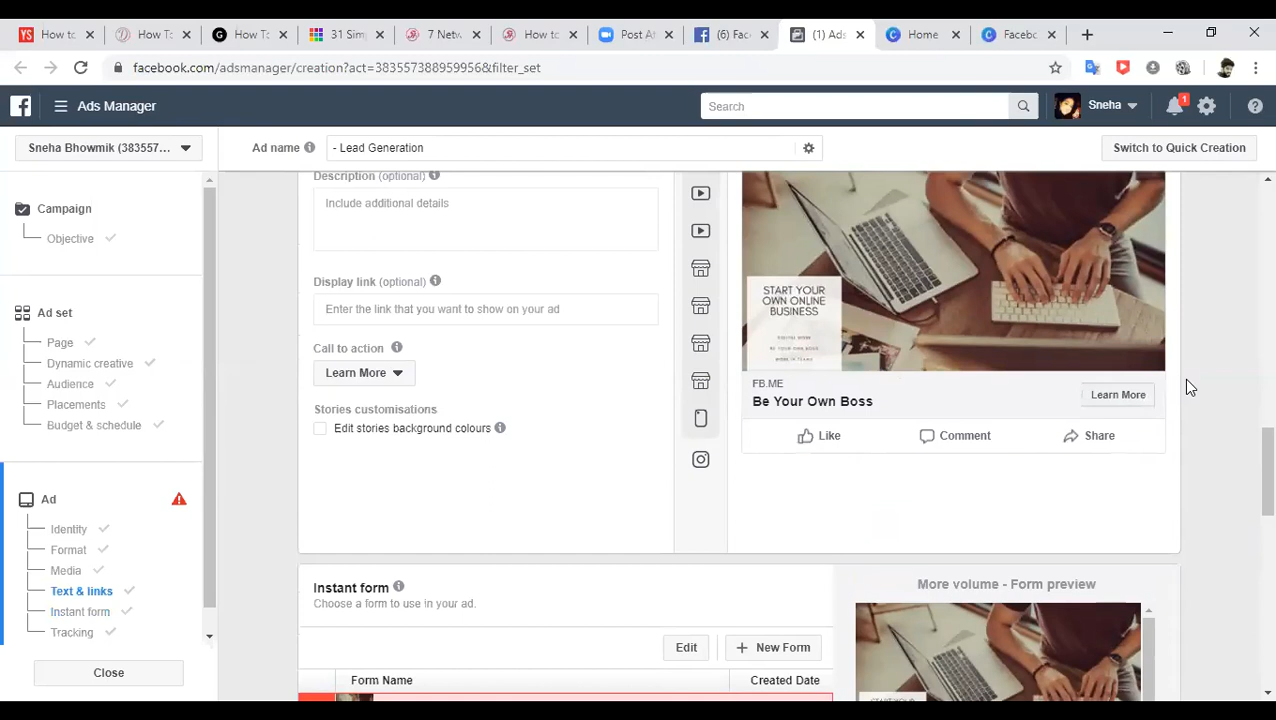 How to
How To
How To
31 Sim
7 Netw
How to
Post A
(6) Fac
(1) Ads
Home
Facebo
facebook.com/adsmanager/creation?act=383557388959956&filter_set
Ads Manager
Search
Sneha
1
Sneha Bhowmik (383557...
Ad name
- Lead Generation
Switch to Quick Creation
Campaign
Objective
Ad set
Page
Dynamic creative
Audience
Placements
Budget & schedule
Ad
Identity
Format
Media
Text & links
Instant form
Tracking
Close
Description (optional)
Include additional details
Display link (optional)
Enter the link that you want to show on your ad
Call to action
Learn More
Stories customisations
Edit stories background colours
START YOUR
OWN ONLINE
BUSINESS
FB.ME
Be Your Own Boss
Learn More
Like
Comment
Share
Instant form
Choose a form to use in your ad.
Edit
New Form
Form Name
Created Date
More volume - Form preview